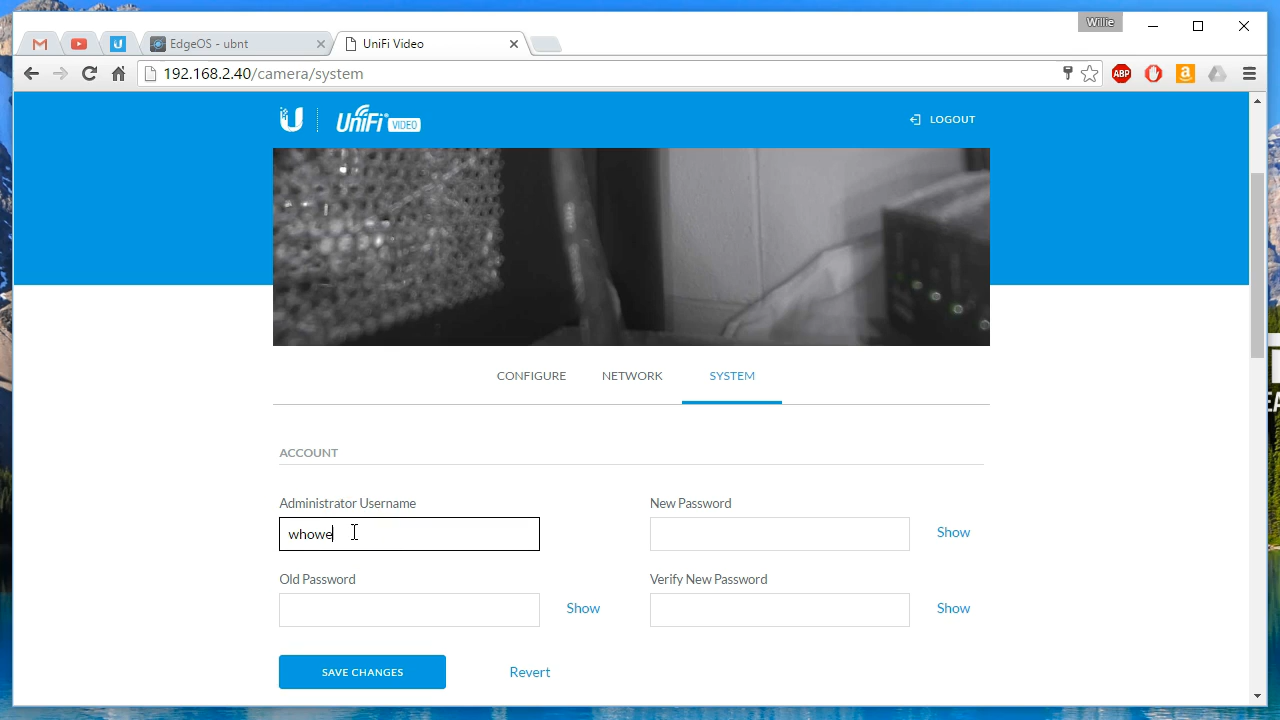 Willie
EdgeOS - ubnt
UniFi Video
192.168.2.40/camera/system
ABP
UniFi VIDEO
LOGOUT
CONFIGURE NETWORK SYSTEM
ACCOUNT
Administrator Username
New Password
whowe
Show
Old Password
Verify New Password
Show
Show
SAVE CHANGES
Revert